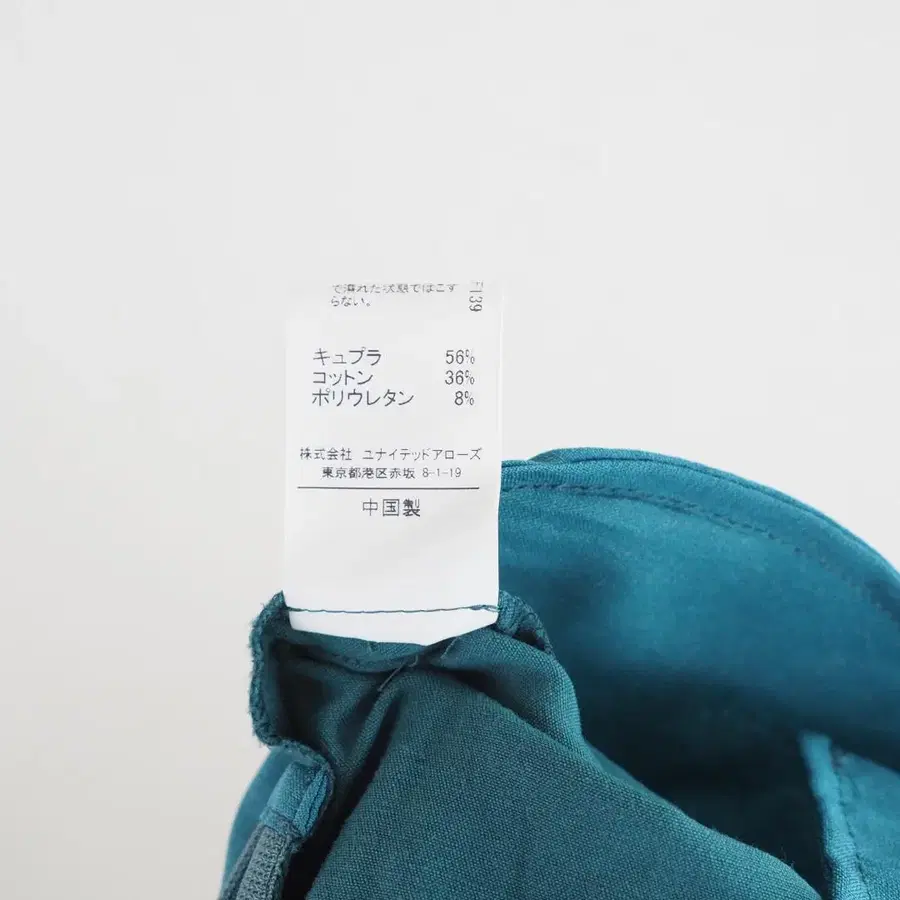 で濡れた状態ではこす
らない。
39
キュプラ 56%
コットン 36%
ポリウレタン 8%
株式会社 ユナイテッドアローズ
東京都港区赤坂 8-1-19
中国製